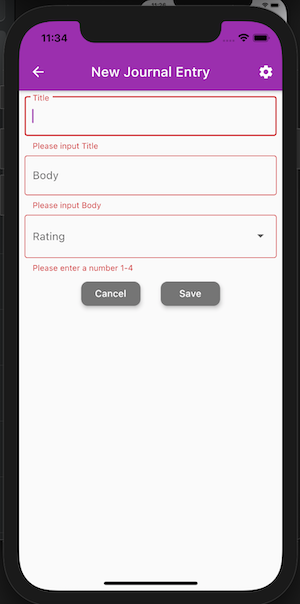 11:34
New Journal Entry
Title
Please input Title
Body
Please input Body
Rating
Please enter a number 1-4
Cancel Save